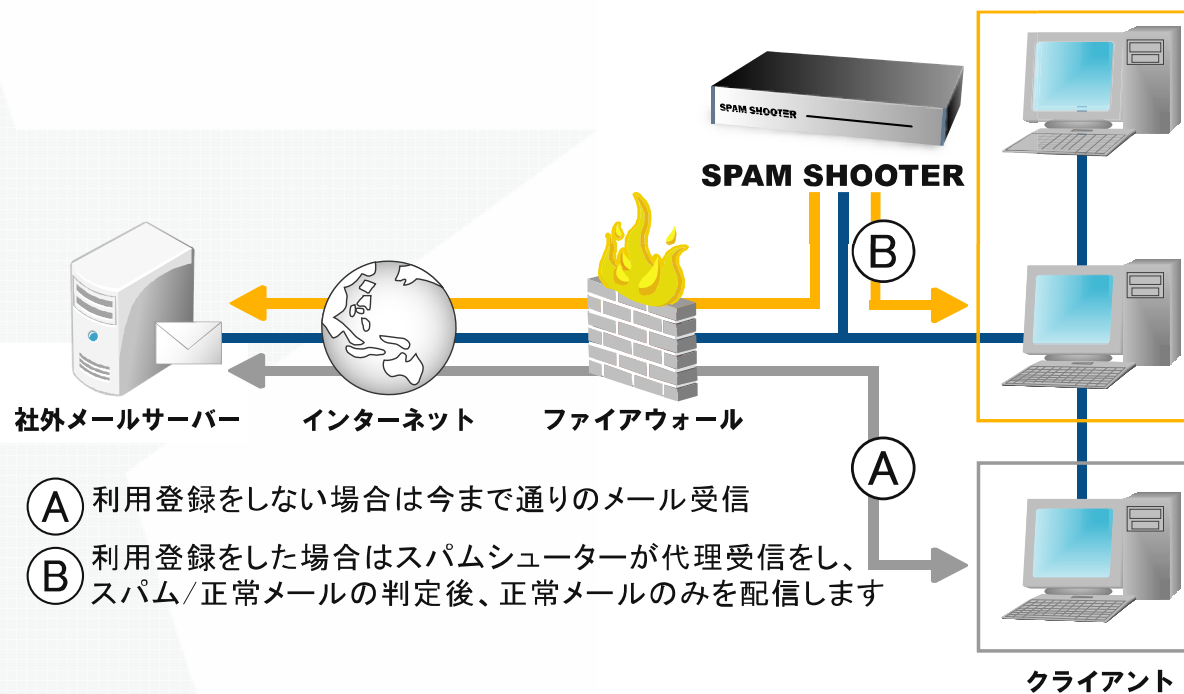 SPAM SHOOTER
SPAM SHOOTER
B
社外メールサーバー
インターネット
ファイアウォール
A
A 利用登録をしない場合は今まで通りのメール受信
B 利用登録をした場合はスパムシューターが代理受信をし、
スパム/正常メールの判定後、正常メールのみを配信します
クライアント